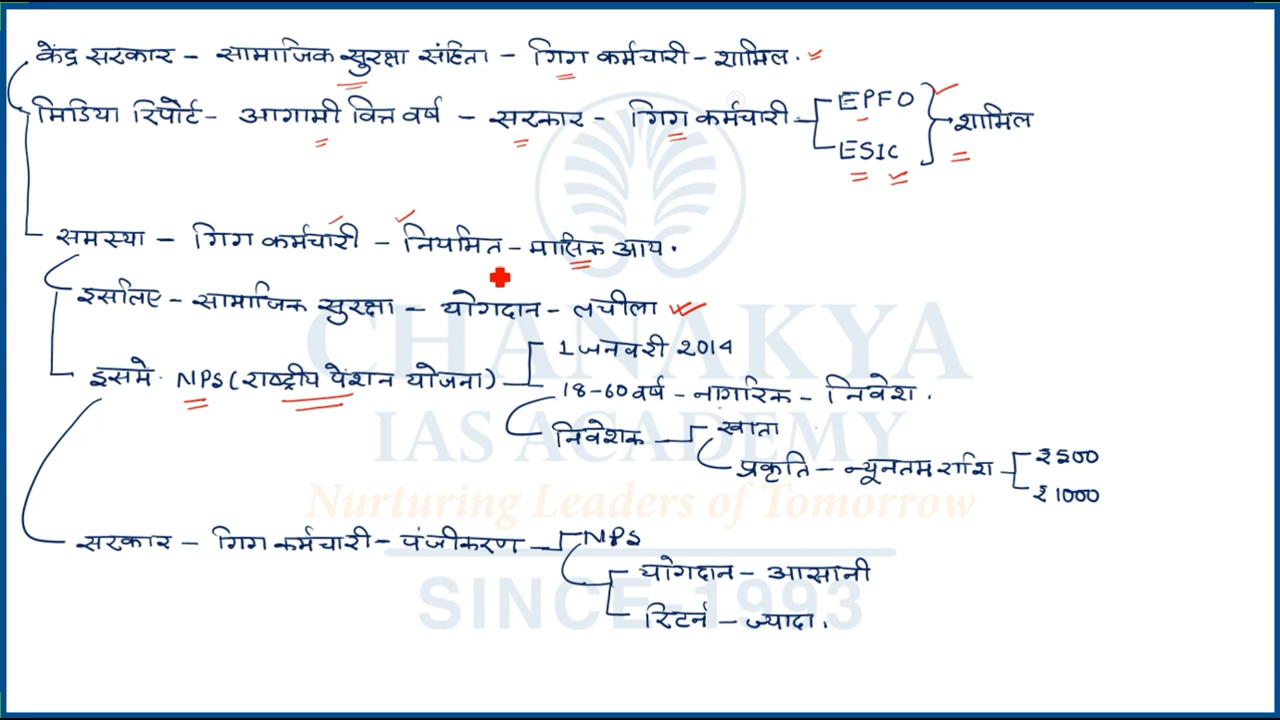 केंद्र सरकार - सामाजिक सुरक्षा संहिता - गिग कर्मचारी - शामिल.
मिडिया रिपोर्ट - आगामी वित्त वर्ष - सरकार - गिग कर्मचारी
EPFO
ESIC
शामिल
समस्या - गिग कर्मचारी - नियमित - मासिक आय.
इसलिए - सामाजिक सुरक्षा - योगदान - लचीला
इसमे. NPS (राष्ट्रीय पेंशन योजना)
1 जनवरी 2014
18-60 वर्ष - नागरिक - निवेश.
निवेशक
खाता
प्रकृति - न्यूनतम राशि
₹500
₹1000
सरकार - गिग कर्मचारी - पंजीकरण
NPS
योगदान - आसानी
रिटर्न - ज्यादा.
CHANAKYA
IAS ACADEMY
Nurturing Leaders of Tomorrow
SINCE-1993